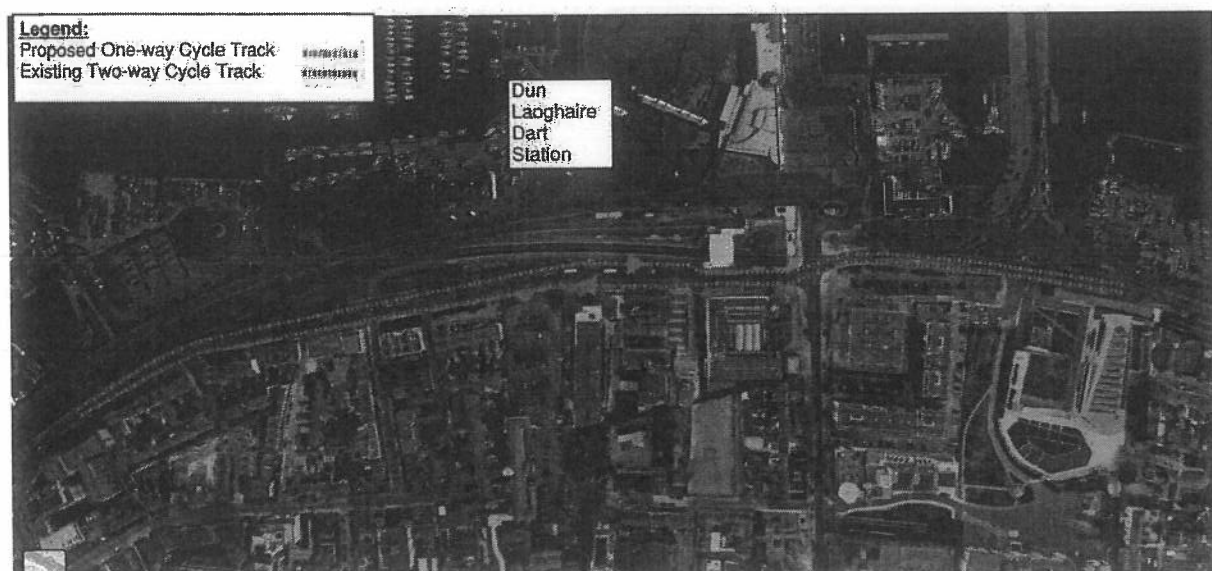 Legend:
Proposed One-way Cycle Track
Existing Two-way Cycle Track
Dun
Laoghaire
Dart
Station